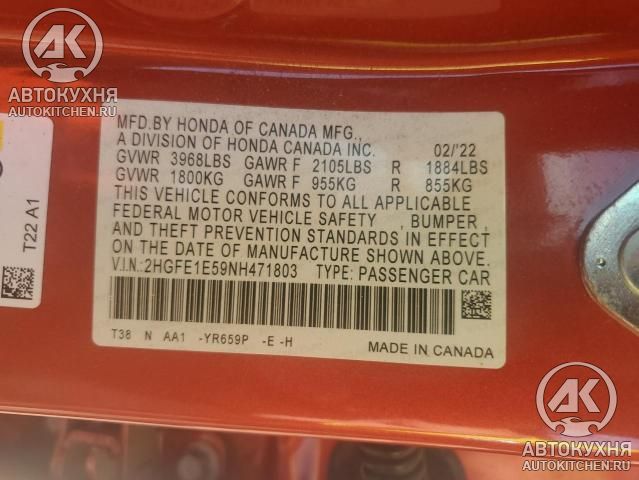 AK
АВТОКУХНЯ
AUTOKITCHEN.RU
T22 A1
MFD.BY HONDA OF CANADA MFG.,
A DIVISION OF HONDA CANADA INC. 02/'22
GVWR 3968LBS GAWR F 2105LBS R 1884LBS
GVWR 1800KG GAWR F 955KG R 855KG
THIS VEHICLE CONFORMS TO ALL APPLICABLE
FEDERAL MOTOR VEHICLE SAFETY , BUMPER,
AND THEFT PREVENTION STANDARDS IN EFFECT
ON THE DATE OF MANUFACTURE SHOWN ABOVE.
V.I.N.:2HGFE1E59NH471803 TYPE: PASSENGER CAR
T38 N AA1 -YR659P -E -H
MADE IN CANADA
AK
АВТОКУХНЯ
AUTOKITCHEN.RU